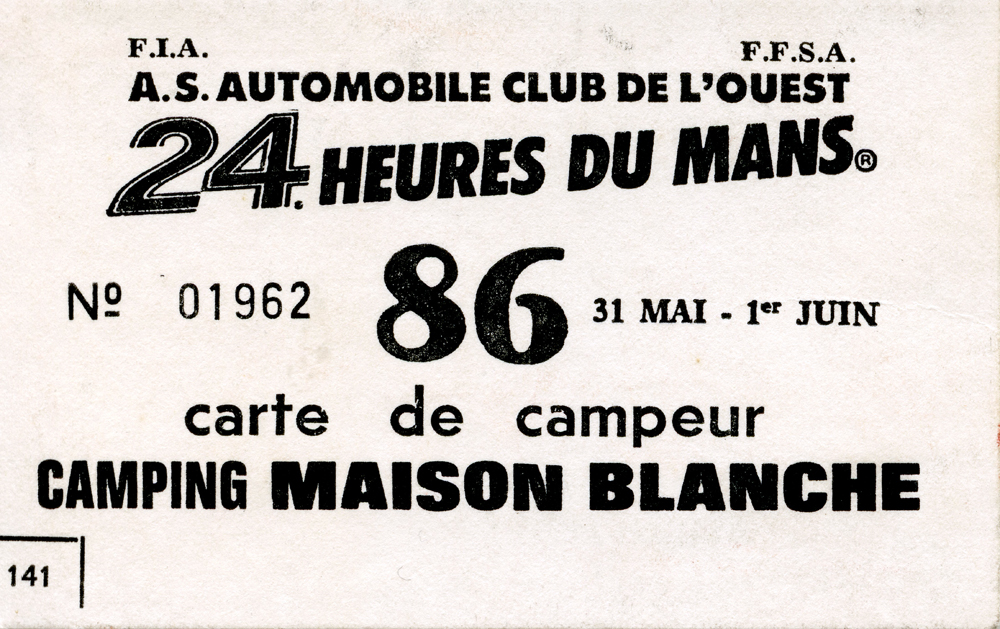 F.I.A. F.F.S.A.
A.S. AUTOMOBILE CLUB DE L'OUEST
24. HEURES DU MANS®
Nº 01962 86 31 MAI - 1er JUIN
carte de campeur
CAMPING MAISON BLANCHE
141